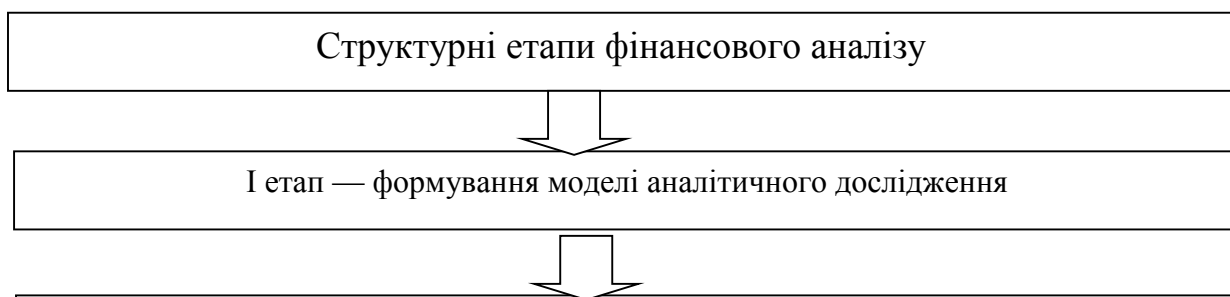 Структурні етапи фінансового аналізу
І етап — формування моделі аналітичного дослідження